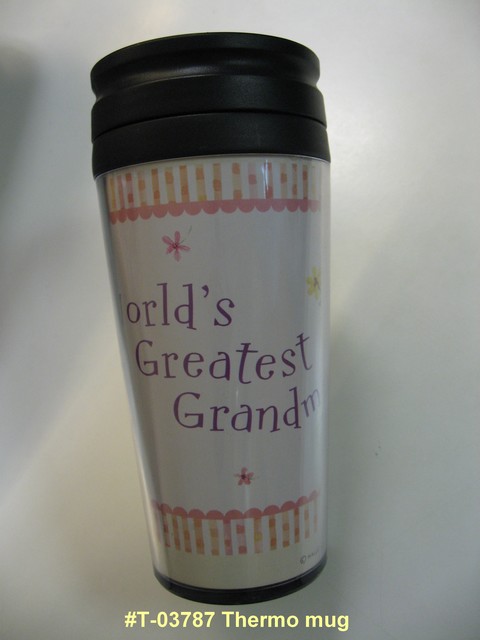 orld's
Greatest
Grandm
#T-03787 Thermo mug